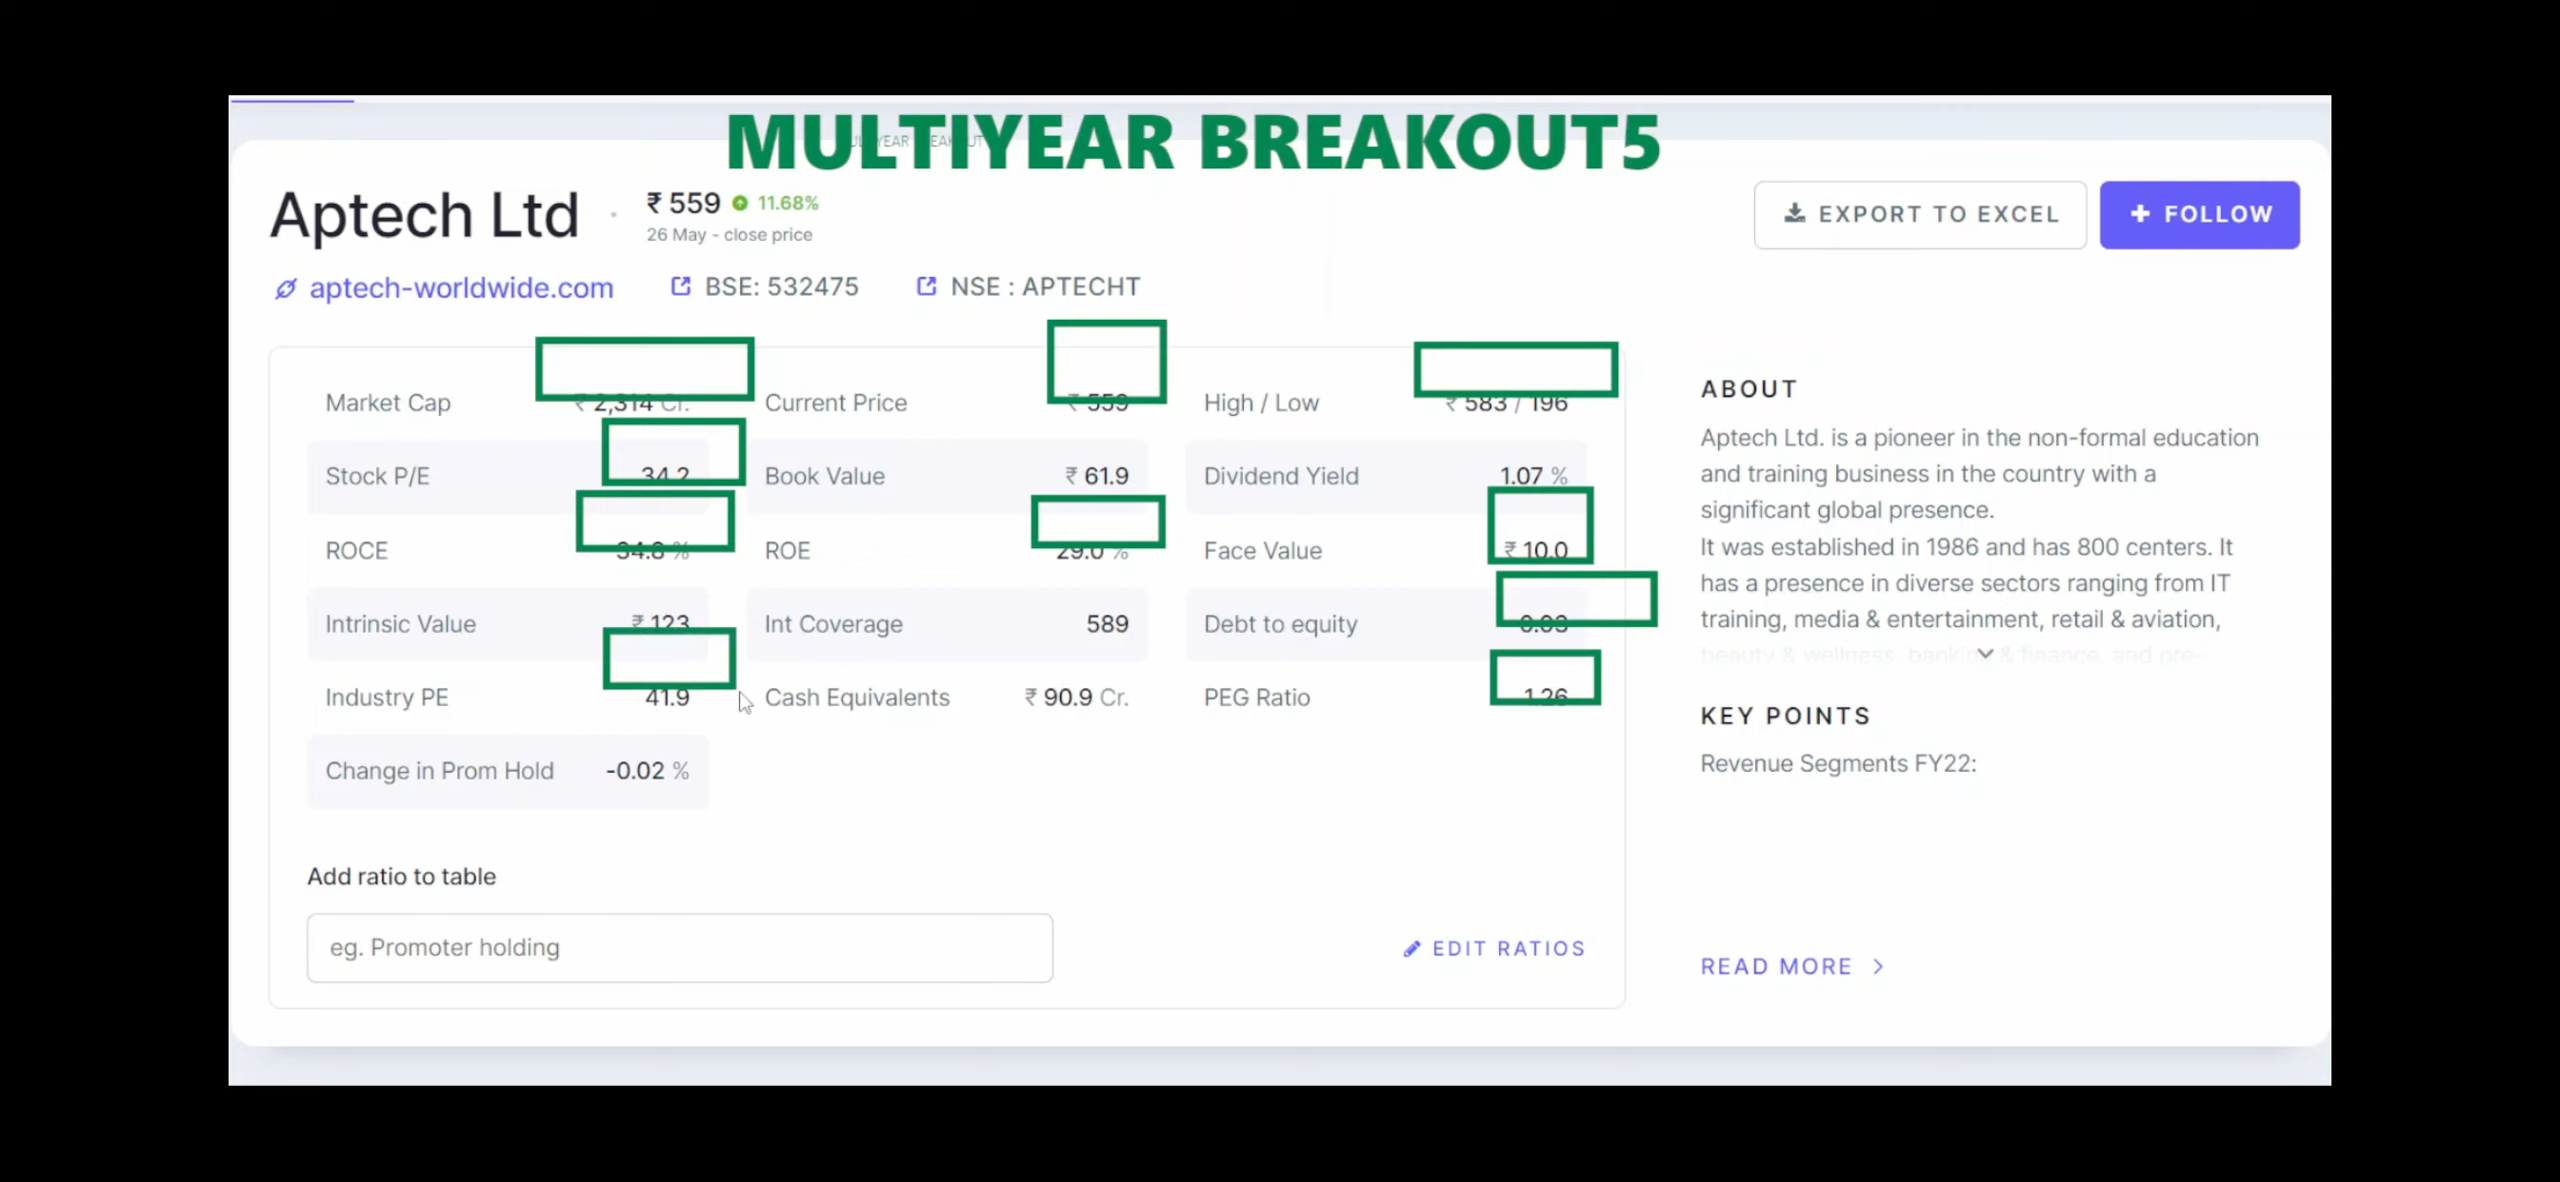 MULTIYEAR BREAKOUT5
Aptech Ltd
₹ 559 11.68%
26 May - close price
EXPORT TO EXCEL
FOLLOW
aptech-worldwide.com
BSE: 532475
NSE : APTECHT
Market Cap ₹ 2,314 Cr.
Current Price ₹ 559
High / Low ₹ 583 / 196
Stock P/E 34.2
Book Value ₹ 61.9
Dividend Yield 1.07 %
ROCE 34.8 %
ROE 29.0 %
Face Value ₹ 10.0
Intrinsic Value ₹ 123
Int Coverage 589
Debt to equity 0.03
Industry PE 41.9
Cash Equivalents ₹ 90.9 Cr.
PEG Ratio 1.26
Change in Prom Hold -0.02 %
Add ratio to table
eg. Promoter holding
EDIT RATIOS
ABOUT
Aptech Ltd. is a pioneer in the non-formal education
and training business in the country with a
significant global presence.
It was established in 1986 and has 800 centers. It
has a presence in diverse sectors ranging from IT
training, media & entertainment, retail & aviation,
beauty & wellness, banking & finance, and pre-
KEY POINTS
Revenue Segments FY22:
READ MORE